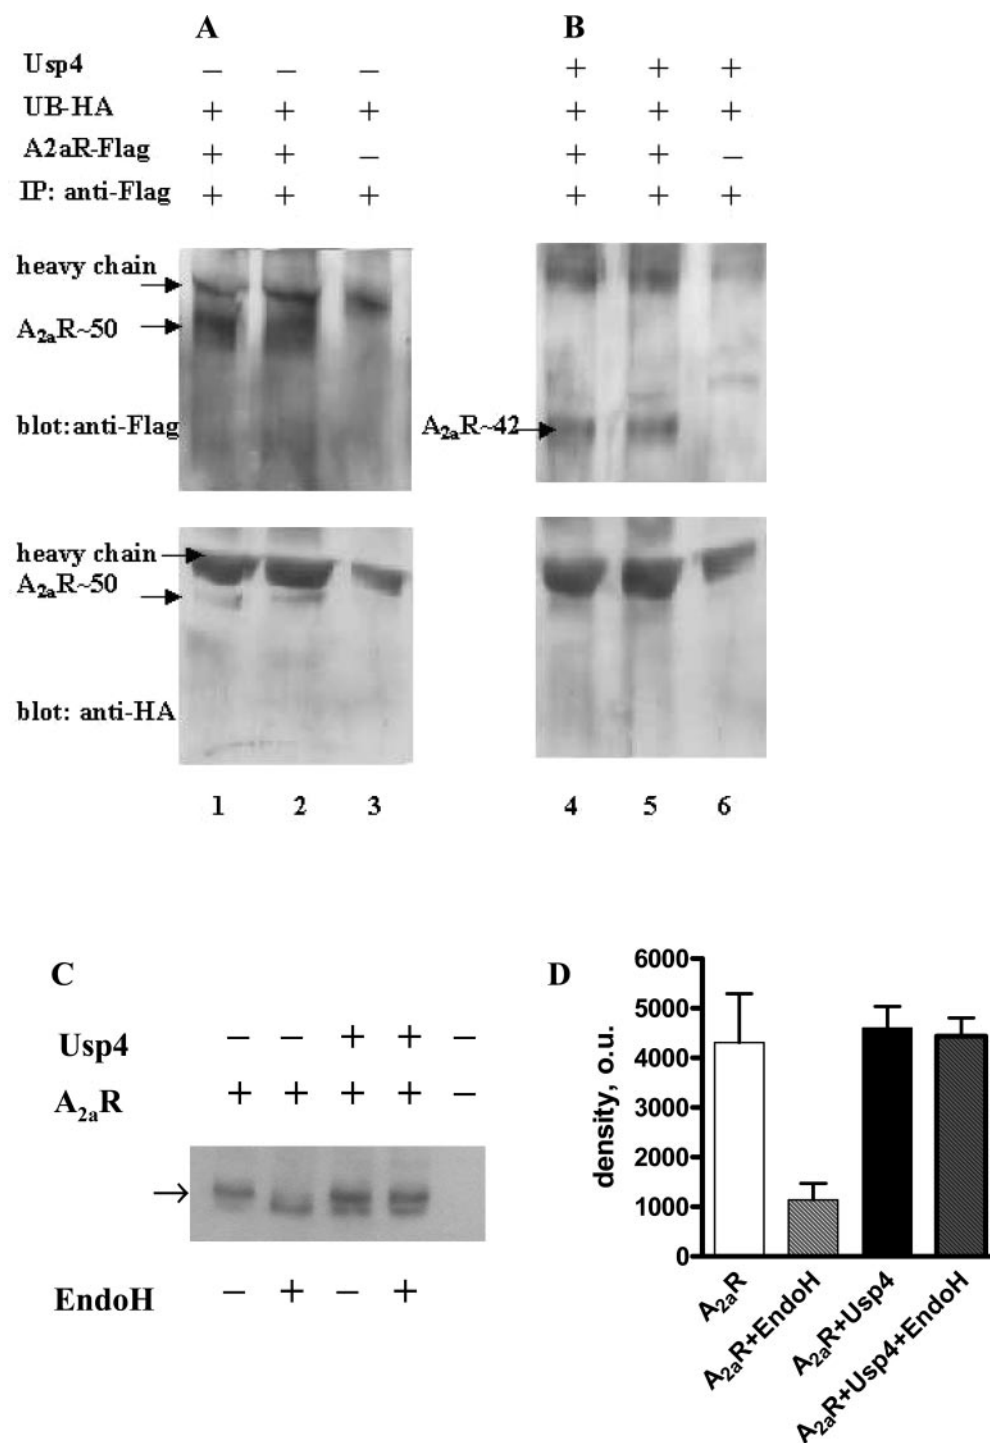 A B
Usp4 – – – + + +
UB-HA + + + + + +
A2aR-Flag + + – + + –
IP: anti-Flag + + + + + +
heavy chain
A2aR~50
blot:anti-Flag A2aR~42
heavy chain
A2aR~50
blot: anti-HA
1 2 3 4 5 6
C D
Usp4 – – + + –
A2aR + + + + –
EndoH – + – +
6000
5000
4000
3000
2000
1000
0
density, o.u.
A2aR
A2aR+EndoH
A2aR+Usp4
A2aR+Usp4+EndoH